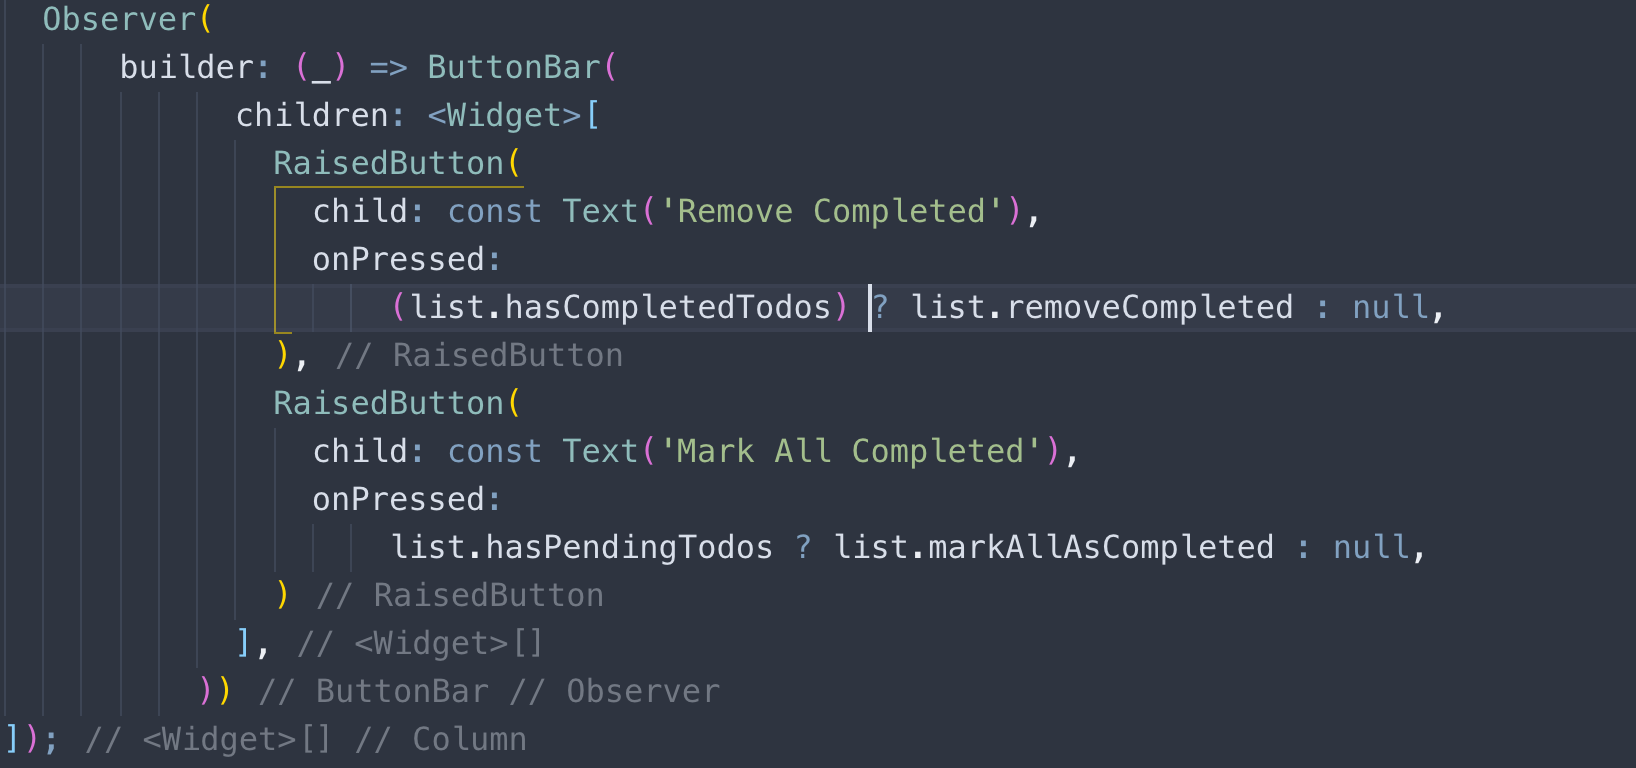 Observer(
builder: (_) => ButtonBar(
children: <Widget>[
RaisedButton(
child: const Text('Remove Completed'),
onPressed:
(list.hasCompletedTodos) ? list.removeCompleted : null,
), // RaisedButton
RaisedButton(
child: const Text('Mark All Completed'),
onPressed:
list.hasPendingTodos ? list.markAllAsCompleted : null,
) // RaisedButton
], // <Widget>[]
)) // ButtonBar // Observer
]); // <Widget>[] // Column